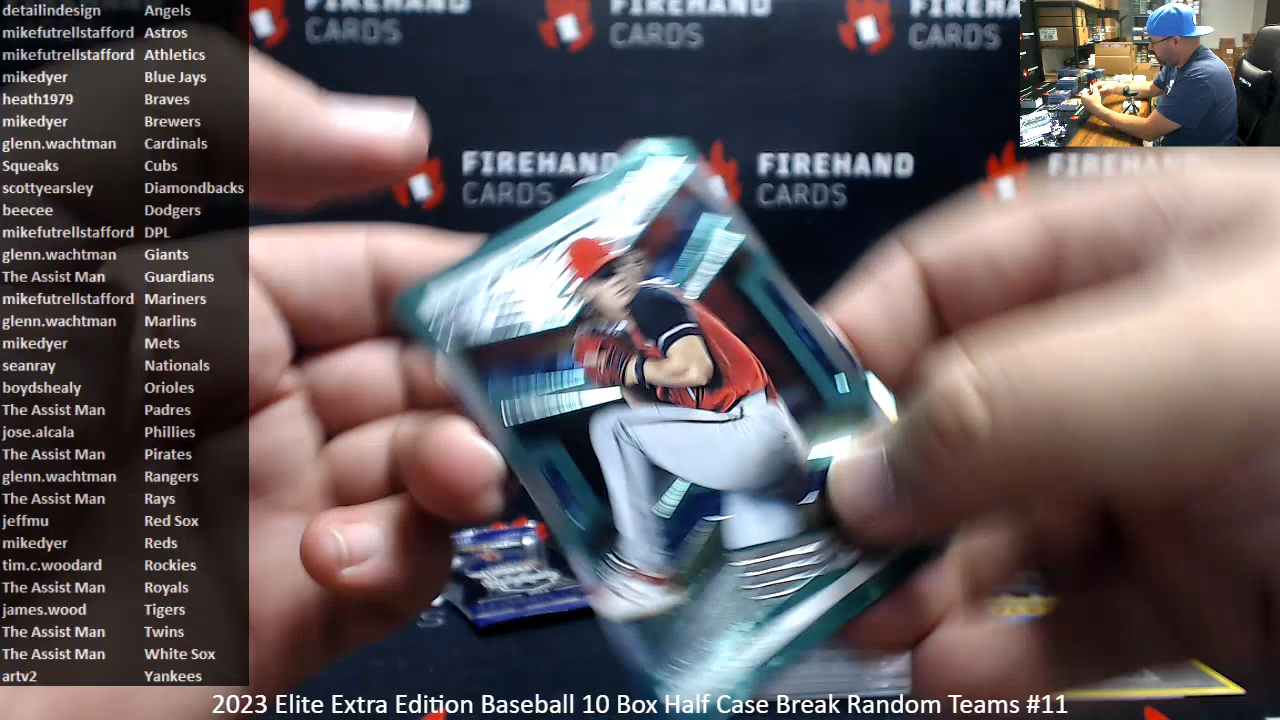 detailindesign Angels
mikefutrellstafford Astros
mikefutrellstafford Athletics
mikedyer Blue Jays
heath1979 Braves
mikedyer Brewers
glenn.wachtman Cardinals
Squeaks Cubs
scottyearsley Diamondbacks
beecee Dodgers
mikefutrellstafford DPL
glenn.wachtman Giants
The Assist Man Guardians
mikefutrellstafford Mariners
glenn.wachtman Marlins
mikedyer Mets
seanray Nationals
boydshealy Orioles
The Assist Man Padres
jose.alcala Phillies
The Assist Man Pirates
glenn.wachtman Rangers
The Assist Man Rays
jeffmu Red Sox
mikedyer Reds
tim.c.woodard Rockies
The Assist Man Royals
james.wood Tigers
The Assist Man Twins
The Assist Man White Sox
artv2 Yankees
FIREHAND
CARDS
FIREHAND
CARDS
FIREHAND
CARDS
FIREHAND
CARDS
FIREHAND
CARDS
2023 Elite Extra Edition Baseball 10 Box Half Case Break Random Teams #11